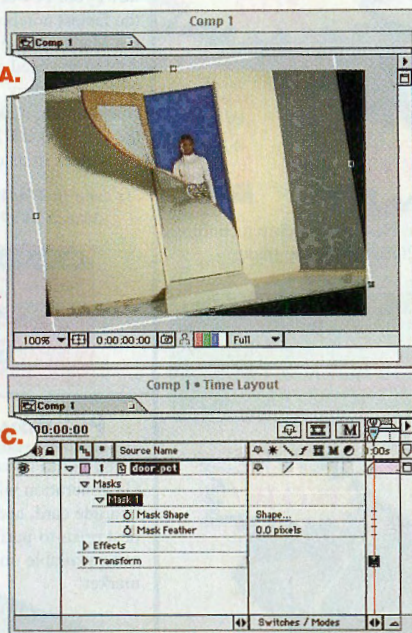 Comp 1
Comp 1
A.
100% 0:00:00:00 Full
Comp 1 • Time Layout
Comp 1
C.
00:00:00
M
# Source Name M :00s
1 door.pct
Masks
Mask 1
Mask Shape Shape...
Mask Feather 0.0 pixels
Effects
Transform
Switches / Modes